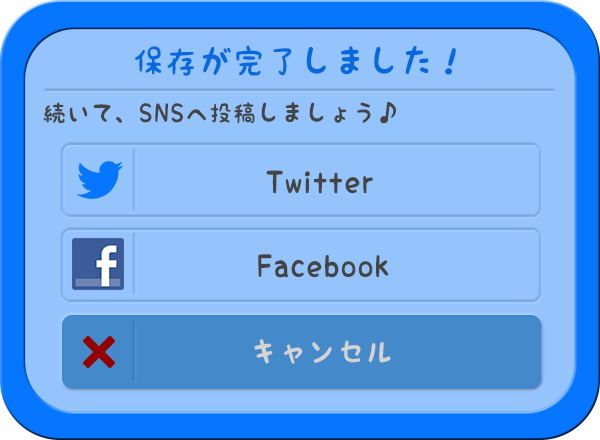 保存が完了しました！
続いて、SNSへ投稿しましょう♪
Twitter
f
Facebook
キャンセル